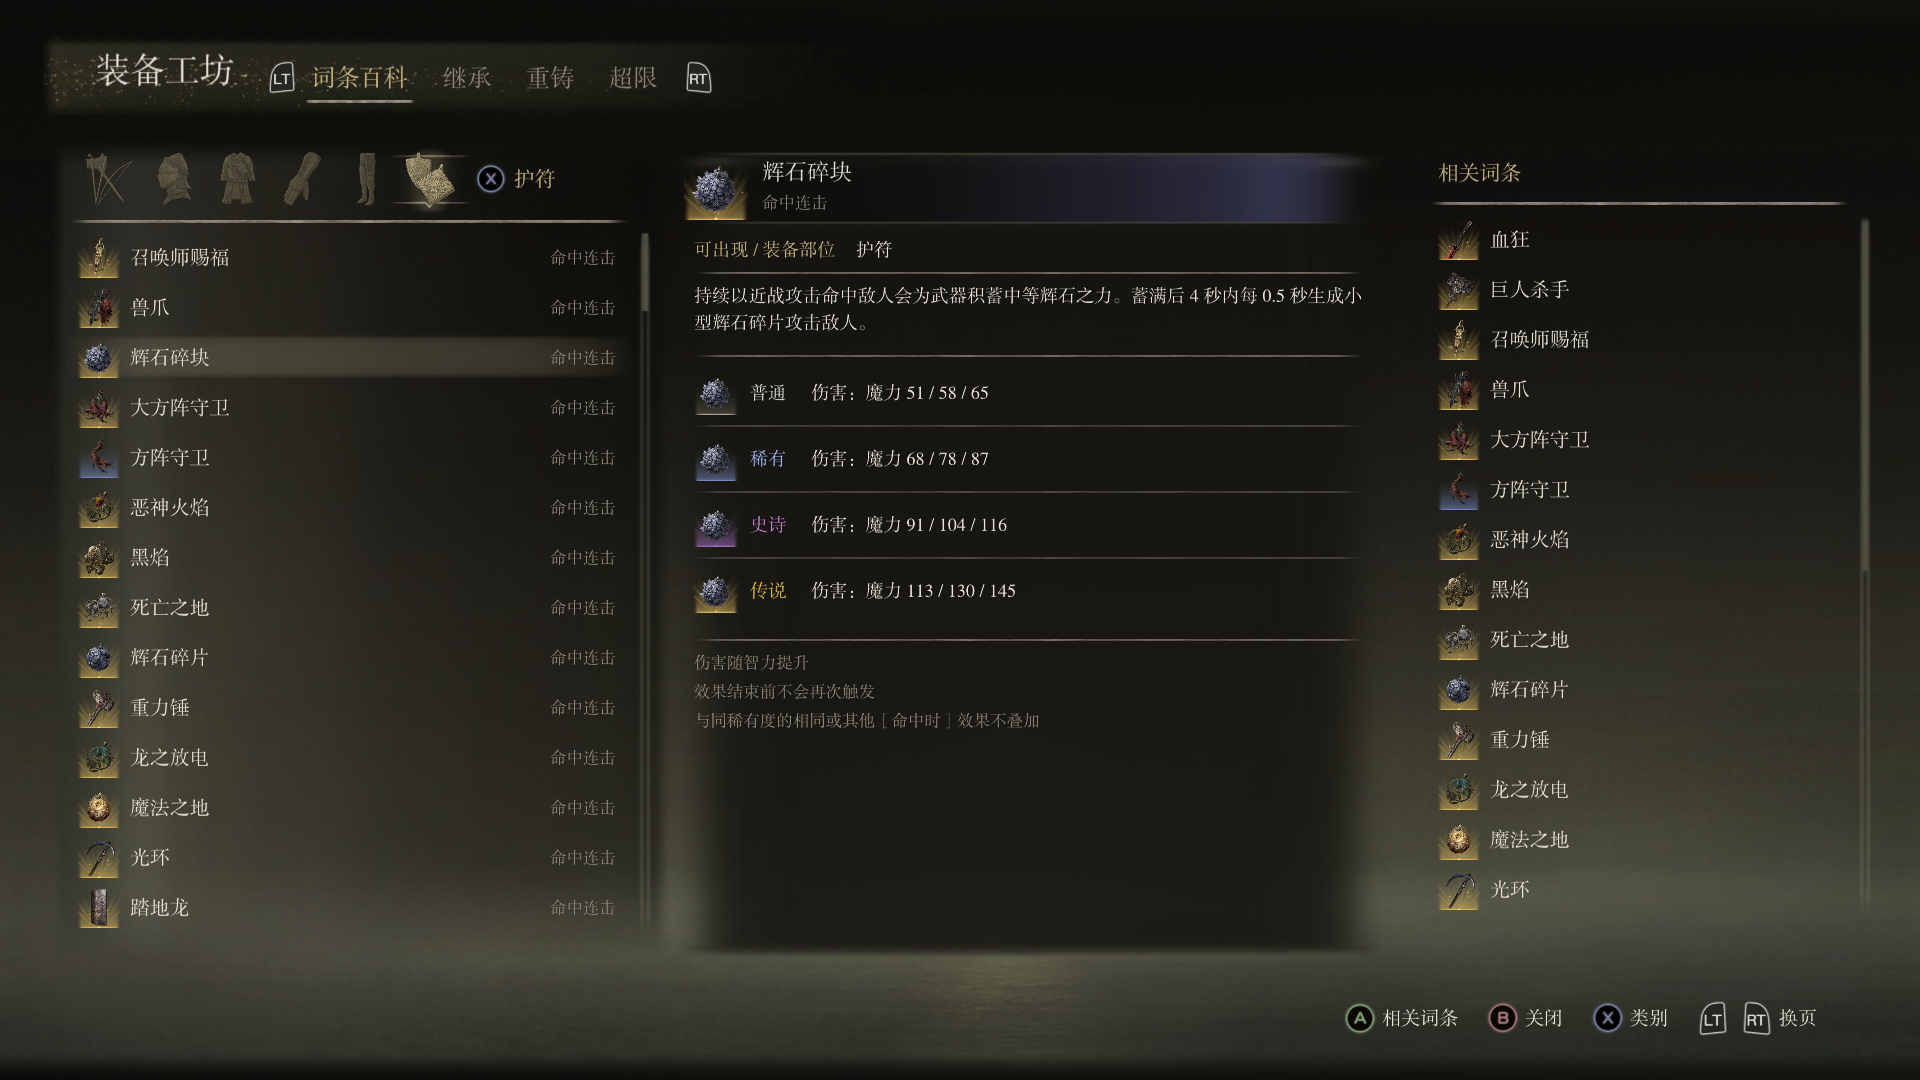 装备工坊
LT 词条百科 继承 重铸 超限 RT
X 护符
召唤师赐福 命中连击
兽爪 命中连击
辉石碎块 命中连击
大方阵守卫 命中连击
方阵守卫 命中连击
恶神火焰 命中连击
黑焰 命中连击
死亡之地 命中连击
辉石碎片 命中连击
重力锤 命中连击
龙之放电 命中连击
魔法之地 命中连击
光环 命中连击
踏地龙 命中连击
辉石碎块
命中连击
可出现 / 装备部位 护符
持续以近战攻击命中敌人会为武器积蓄中等辉石之力。蓄满后 4 秒内每 0.5 秒生成小
型辉石碎片攻击敌人。
普通 伤害：魔力 51 / 58 / 65
稀有 伤害：魔力 68 / 78 / 87
史诗 伤害：魔力 91 / 104 / 116
传说 伤害：魔力 113 / 130 / 145
伤害随智力提升
效果结束前不会再次触发
与同稀有度的相同或其他［命中时］效果不叠加
相关词条
血狂
巨人杀手
召唤师赐福
兽爪
大方阵守卫
方阵守卫
恶神火焰
黑焰
死亡之地
辉石碎片
重力锤
龙之放电
魔法之地
光环
A 相关词条 B 关闭 X 类别 LT RT 换页